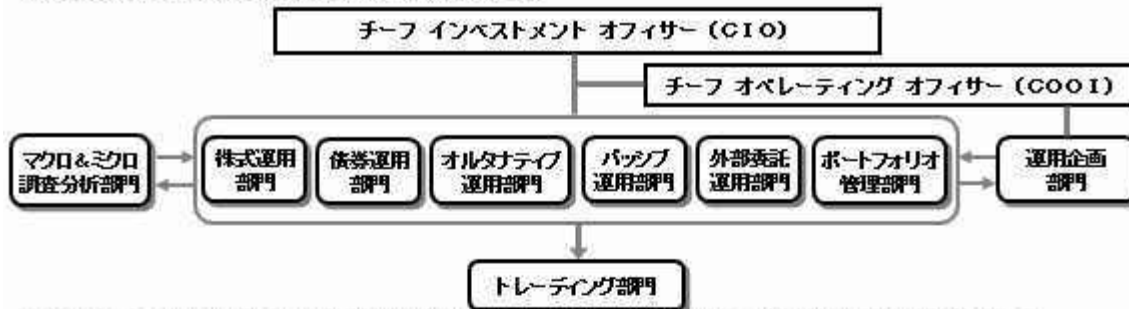 チーフ インベストメント オフィサー (CIO)
チーフ オペレーティング オフィサー (COOI)
マクロ&ミクロ
調査分析部門
株式運用
部門
債券運用
部門
オルタナティブ
運用部門
パッシブ
運用部門
外部委託
運用部門
ポートフォリオ
管理部門
運用企画
部門
トレーディング部門